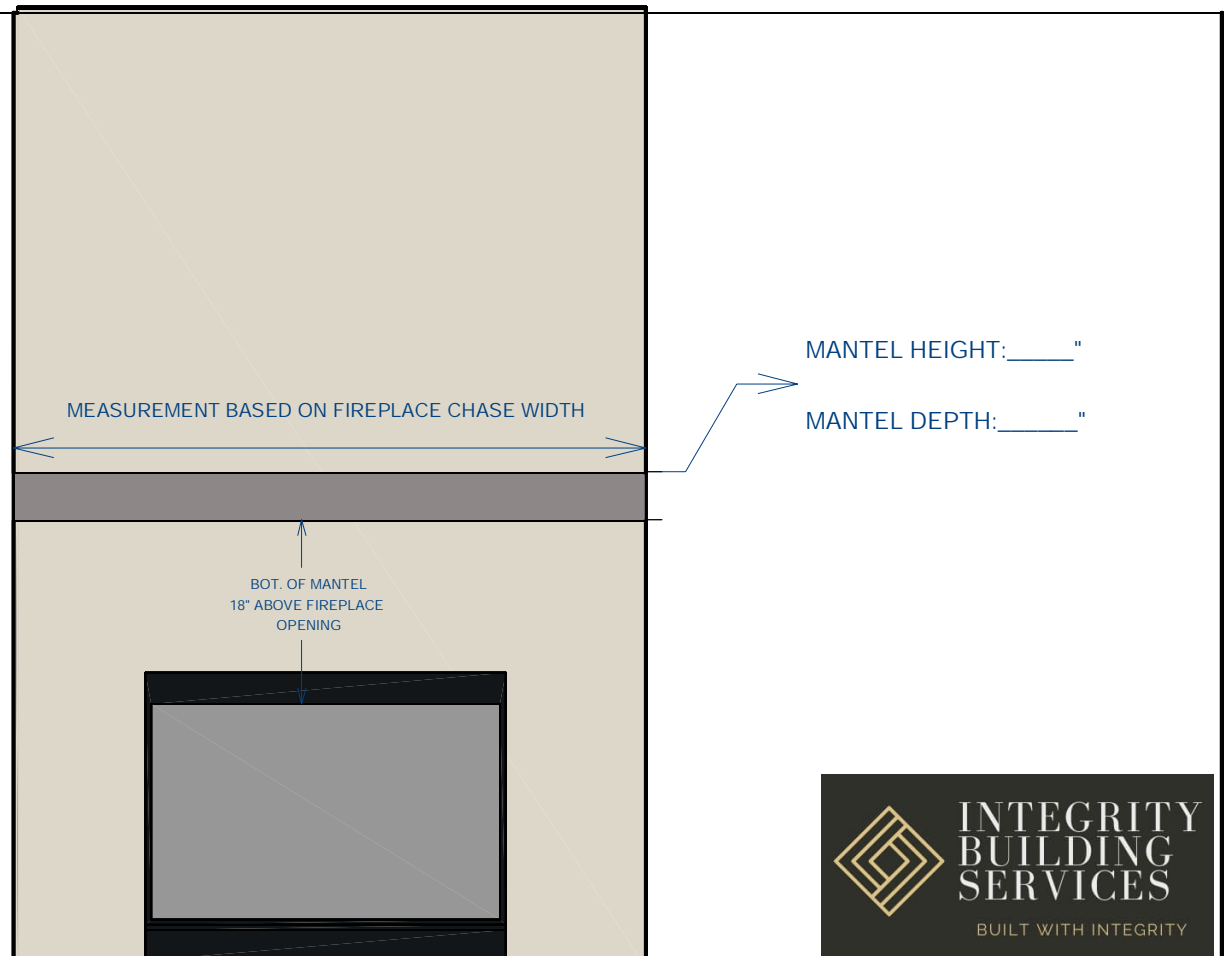 MEASUREMENT BASED ON FIREPLACE CHASE WIDTH
MANTEL HEIGHT:_____"
MANTEL DEPTH:______"
BOT. OF MANTEL
18" ABOVE FIREPLACE
OPENING
INTEGRITY
BUILDING
SERVICES
BUILT WITH INTEGRITY